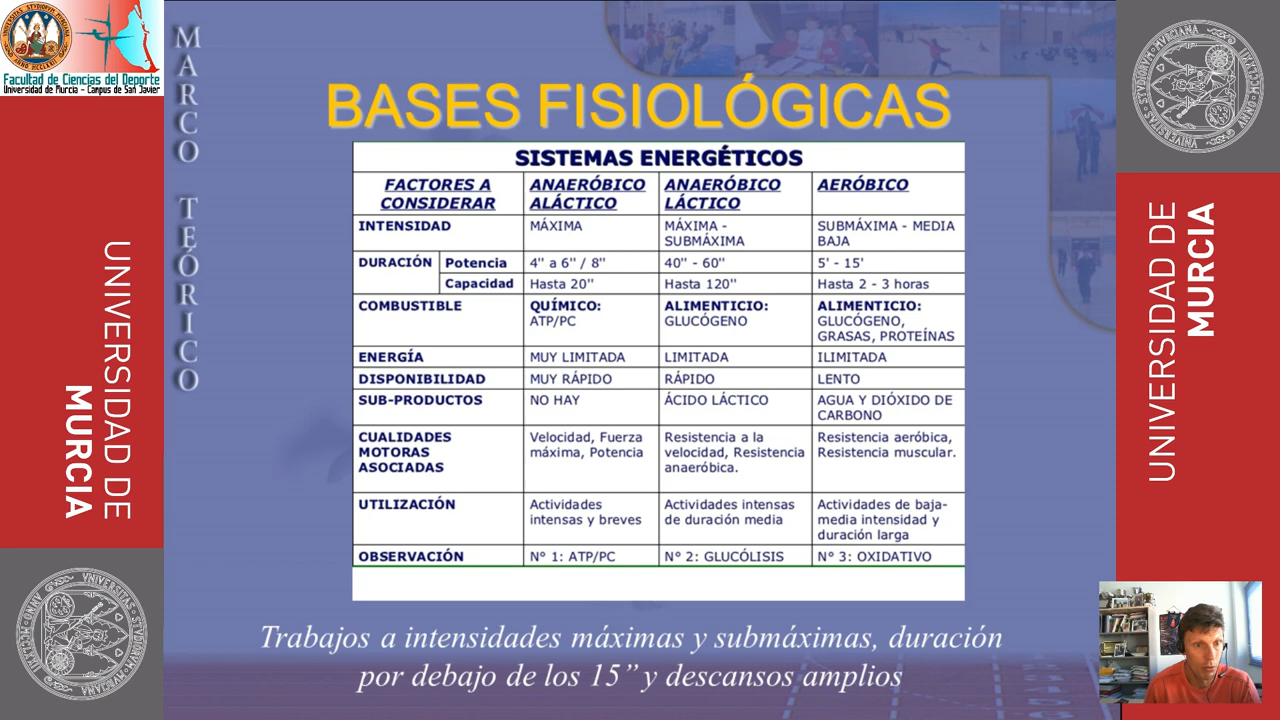 Facultad de Ciencias del Deporte
Universidad de Murcia - Campus de San Javier
MARCO TEÓRICO
UNIVERSIDAD DE
MURCIA
BASES FISIOLÓGICAS
SISTEMAS ENERGÉTICOS
FACTORES A CONSIDERAR | ANAERÓBICO ALÁCTICO | ANAERÓBICO LÁCTICO | AERÓBICO
INTENSIDAD | MÁXIMA | MÁXIMA - SUBMÁXIMA | SUBMÁXIMA - MEDIA BAJA
DURACIÓN | Potencia | 4'' a 6'' / 8'' | 40'' - 60'' | 5' - 15'
Capacidad | Hasta 20'' | Hasta 120'' | Hasta 2 - 3 horas
COMBUSTIBLE | QUÍMICO: ATP/PC | ALIMENTICIO: GLUCÓGENO | ALIMENTICIO: GLUCÓGENO, GRASAS, PROTEÍNAS
ENERGÍA | MUY LIMITADA | LIMITADA | ILIMITADA
DISPONIBILIDAD | MUY RÁPIDO | RÁPIDO | LENTO
SUB-PRODUCTOS | NO HAY | ÁCIDO LÁCTICO | AGUA Y DIÓXIDO DE CARBONO
CUALIDADES MOTORAS ASOCIADAS | Velocidad, Fuerza máxima, Potencia | Resistencia a la velocidad, Resistencia anaeróbica. | Resistencia aeróbica, Resistencia muscular.
UTILIZACIÓN | Actividades intensas y breves | Actividades intensas de duración media | Actividades de baja-media intensidad y duración larga
OBSERVACIÓN | N° 1: ATP/PC | N° 2: GLUCÓLISIS | N° 3: OXIDATIVO
Trabajos a intensidades máximas y submáximas, duración
por debajo de los 15” y descansos amplios
UNIVERSIDAD DE
MURCIA